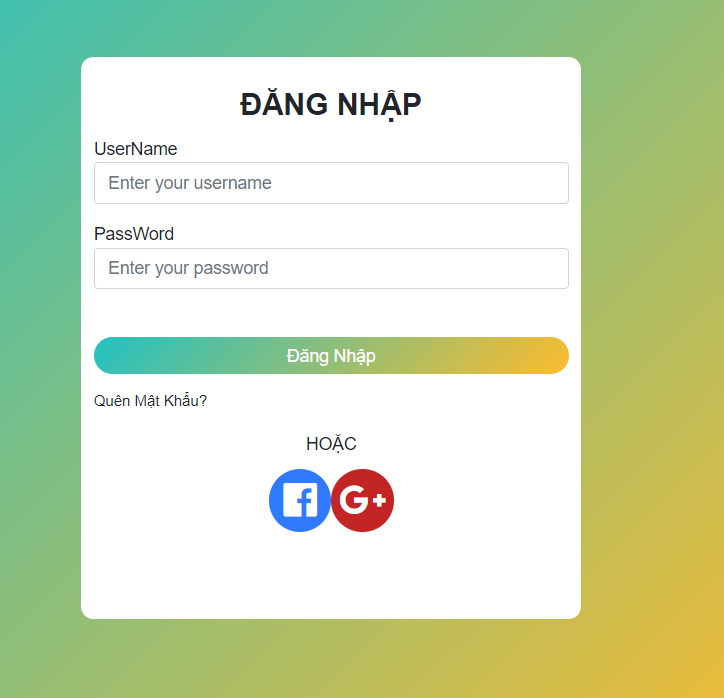 ĐĂNG NHẬP
UserName
Enter your username
PassWord
Enter your password
Đăng Nhập
Quên Mật Khẩu?
HOẶC
G+